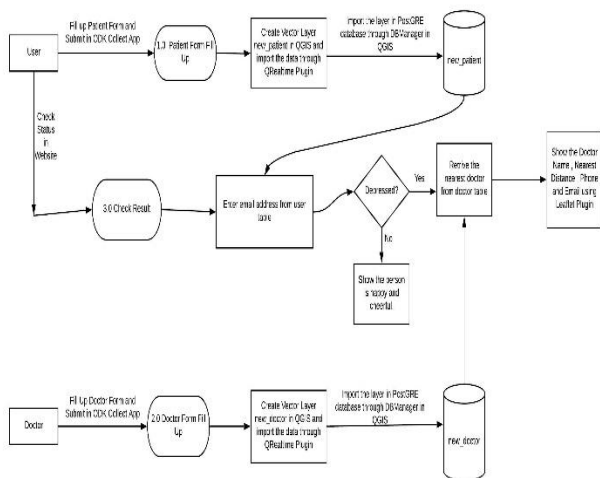 Fill up Patient Form and
Submit in ODK Collect App
User
1.0 Patient Form Fill
Up
Create Vector Layer
new_patient in QGIS and
import the data through
QRealtime Plugin
Import the layer in PostGRE
database through DBManager in
QGIS
new_patient
Check
Status
in
Website
3.0 Check Result
Enter email address from user
table
Depressed?
Yes
No
Show the person
is happy and
cheerful
Retrive the
nearest doctor
from doctor table
Show the Doctor
Name , Nearest
Distance , Phone
and Email using
Leaflet Plugin
Fill Up Doctor Form and
Submit in ODK Collect App
Doctor
2.0 Doctor Form Fill
Up
Create Vector Layer
new_doctor in QGIS and
import the data through
QRealtime Plugin
Import the layer in PostGRE
database through DBManager in
QGIS
new_doctor